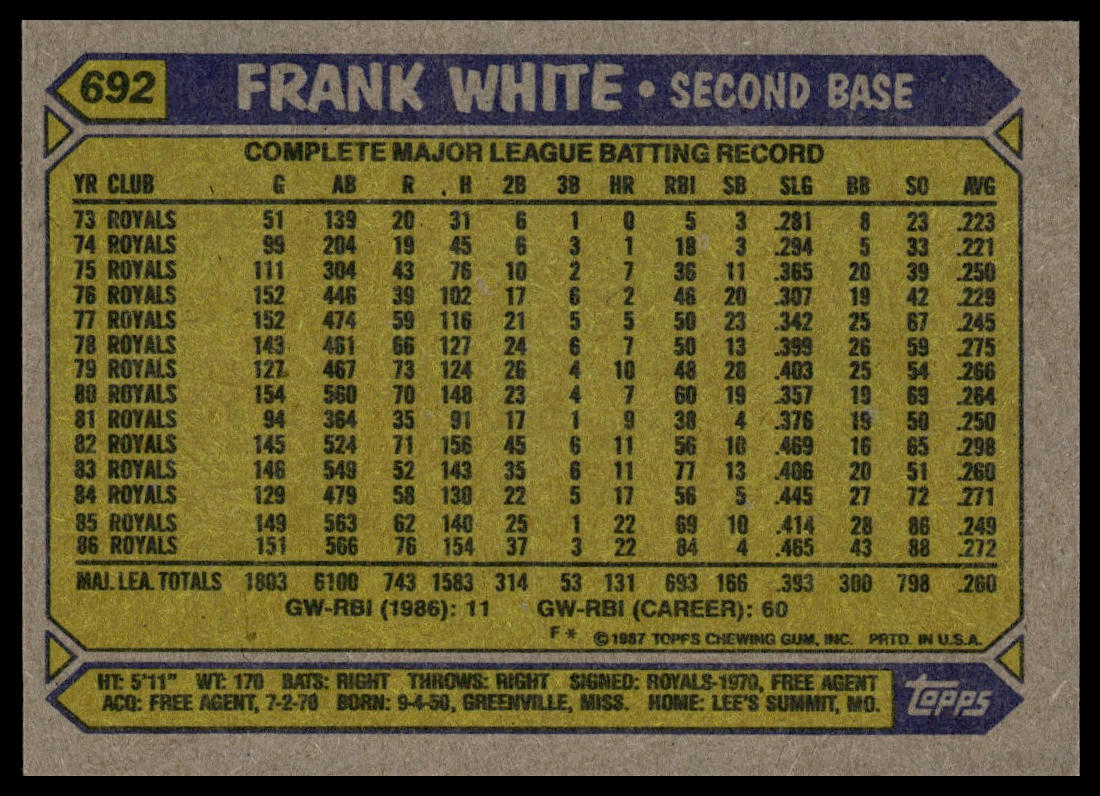 692 FRANK WHITE • SECOND BASE
COMPLETE MAJOR LEAGUE BATTING RECORD
YR CLUB G AB R H 2B 3B HR RBI SB SLG BB SO AVG
73 ROYALS 51 139 20 31 6 1 0 5 3 .281 8 23 .223
74 ROYALS 99 204 19 45 6 3 1 18 3 .294 5 33 .221
75 ROYALS 111 304 43 76 10 2 7 36 11 .365 20 39 .250
76 ROYALS 152 446 39 102 17 6 2 46 20 .307 19 42 .229
77 ROYALS 152 474 59 116 21 5 5 50 23 .342 25 67 .245
78 ROYALS 143 461 66 127 24 6 7 50 13 .399 26 59 .275
79 ROYALS 127 467 73 124 26 4 10 48 28 .403 25 54 .266
80 ROYALS 154 560 70 148 23 4 7 60 19 .357 19 69 .264
81 ROYALS 94 364 35 91 17 1 9 38 4 .376 19 50 .250
82 ROYALS 145 524 71 156 45 6 11 56 10 .469 16 65 .298
83 ROYALS 146 549 52 143 35 6 11 77 13 .406 20 51 .260
84 ROYALS 129 479 58 130 22 5 17 56 5 .445 27 72 .271
85 ROYALS 149 563 62 140 25 1 22 69 10 .414 28 86 .249
86 ROYALS 151 566 76 154 37 3 22 84 4 .465 43 88 .272
MAJ. LEA. TOTALS 1803 6100 743 1583 314 53 131 693 166 .393 300 798 .260
GW-RBI (1986): 11 GW-RBI (CAREER): 60
F* ©1987 TOPPS CHEWING GUM, INC. PRTD. IN U.S.A.
HT: 5'11" WT: 170 BATS: RIGHT THROWS: RIGHT SIGNED: ROYALS-1970, FREE AGENT
ACQ: FREE AGENT, 7-2-70 BORN: 9-4-50, GREENVILLE, MISS. HOME: LEE'S SUMMIT, MO.
topps